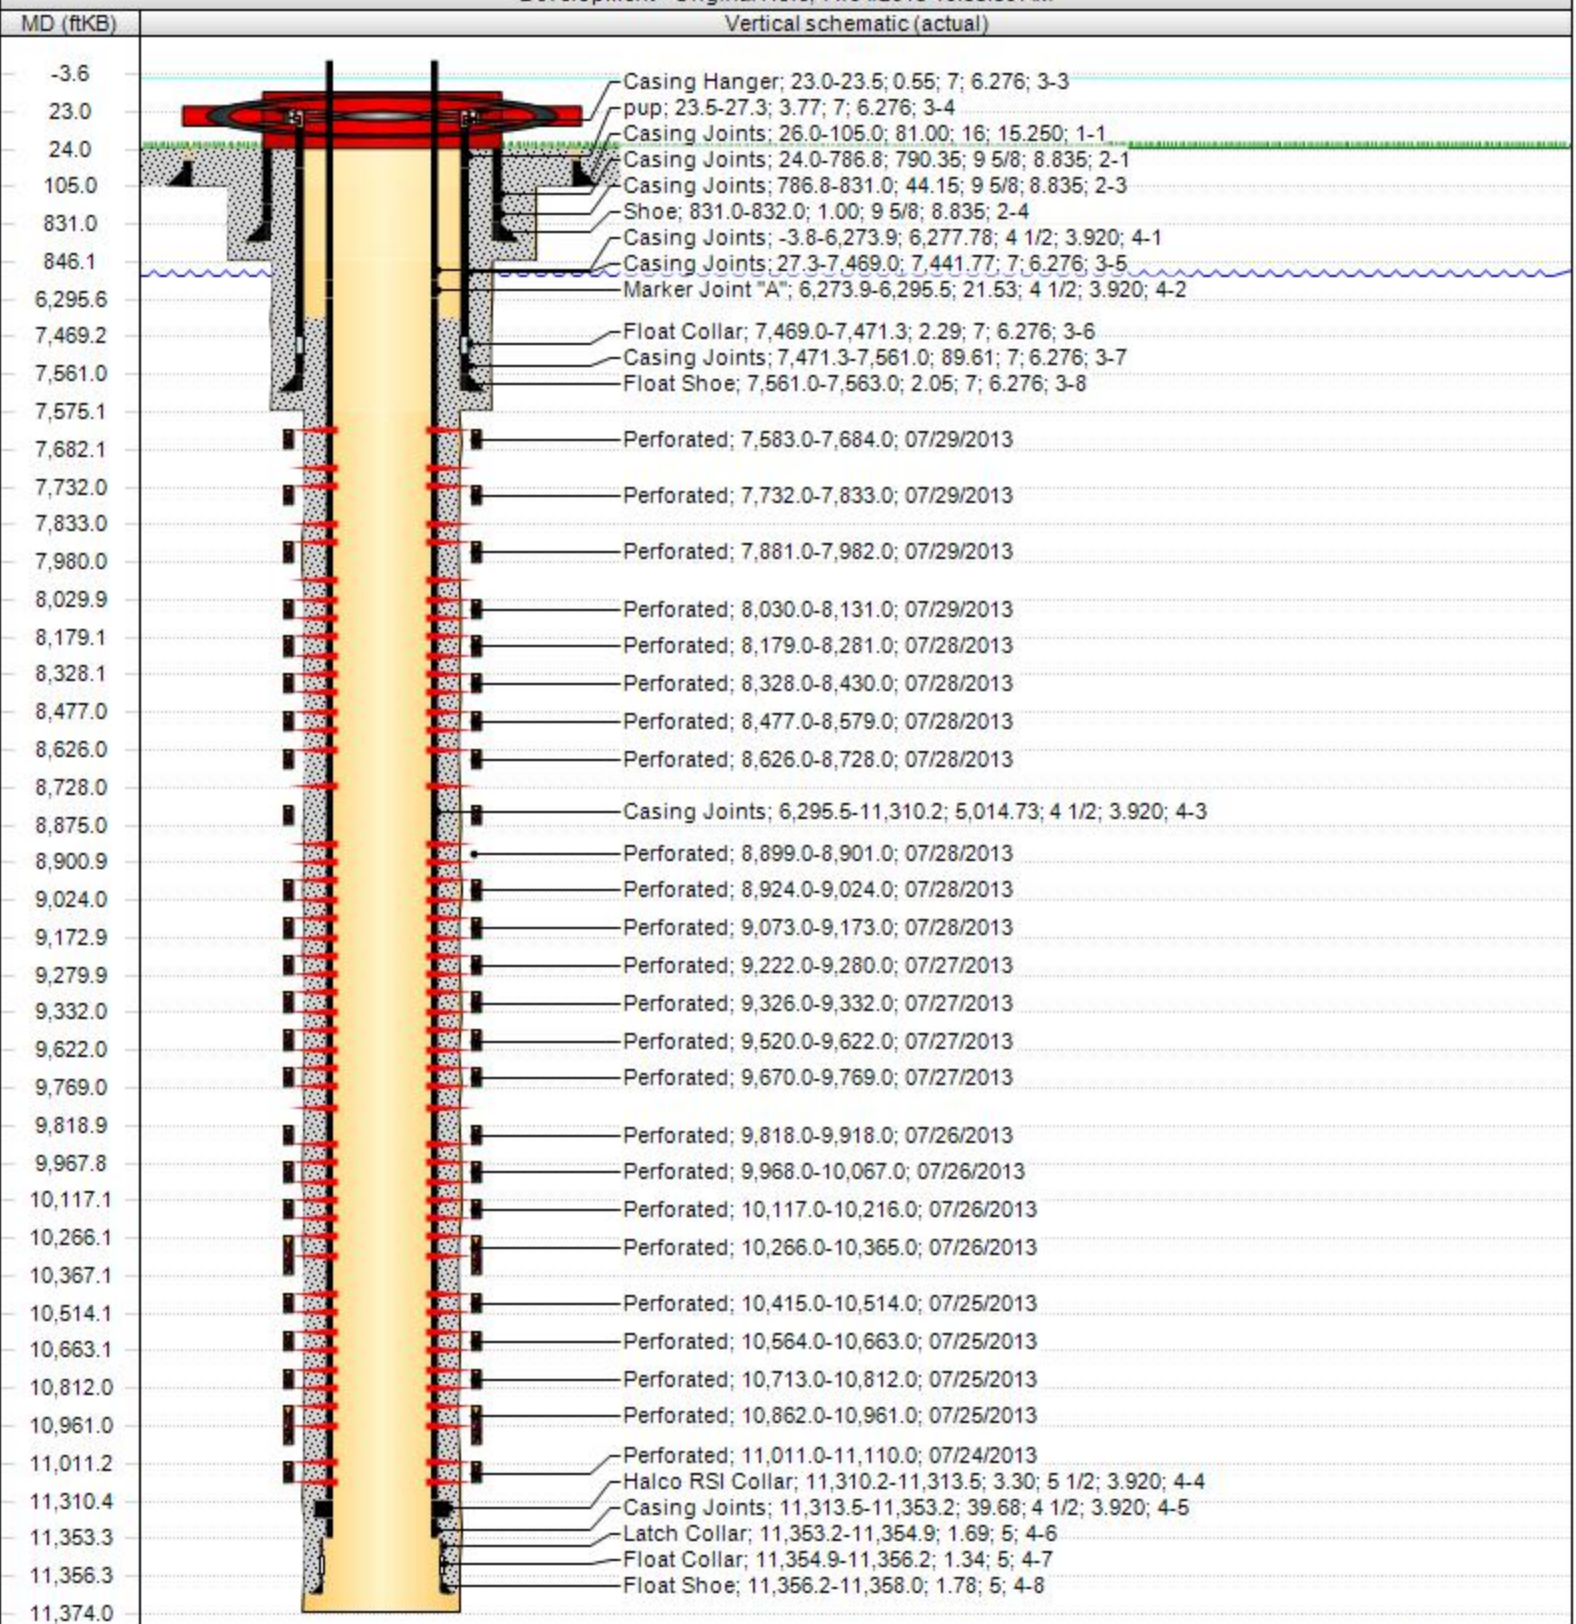 MD (ftKB)
Vertical schematic (actual)
-3.6
23.0
24.0
105.0
831.0
846.1
6,295.6
7,469.2
7,561.0
7,575.1
7,682.1
7,732.0
7,833.0
7,980.0
8,029.9
8,179.1
8,328.1
8,477.0
8,626.0
8,728.0
8,875.0
8,900.9
9,024.0
9,172.9
9,279.9
9,332.0
9,622.0
9,769.0
9,818.9
9,967.8
10,117.1
10,266.1
10,367.1
10,514.1
10,663.1
10,812.0
10,961.0
11,011.2
11,310.4
11,353.3
11,356.3
11,374.0
Casing Hanger; 23.0-23.5; 0.55; 7; 6.276; 3-3
pup; 23.5-27.3; 3.77; 7; 6.276; 3-4
Casing Joints; 26.0-105.0; 81.00; 16; 15.250; 1-1
Casing Joints; 24.0-786.8; 790.35; 9 5/8; 8.835; 2-1
Casing Joints; 786.8-831.0; 44.15; 9 5/8; 8.835; 2-3
Shoe; 831.0-832.0; 1.00; 9 5/8; 8.835; 2-4
Casing Joints; -3.8-6,273.9; 6,277.78; 4 1/2; 3.920; 4-1
Casing Joints; 27.3-7,469.0; 7,441.77; 7; 6.276; 3-5
Marker Joint "A"; 6,273.9-6,295.5; 21.53; 4 1/2; 3.920; 4-2
Float Collar; 7,469.0-7,471.3; 2.29; 7; 6.276; 3-6
Casing Joints; 7,471.3-7,561.0; 89.61; 7; 6.276; 3-7
Float Shoe; 7,561.0-7,563.0; 2.05; 7; 6.276; 3-8
Perforated; 7,583.0-7,684.0; 07/29/2013
Perforated; 7,732.0-7,833.0; 07/29/2013
Perforated; 7,881.0-7,982.0; 07/29/2013
Perforated; 8,030.0-8,131.0; 07/29/2013
Perforated; 8,179.0-8,281.0; 07/28/2013
Perforated; 8,328.0-8,430.0; 07/28/2013
Perforated; 8,477.0-8,579.0; 07/28/2013
Perforated; 8,626.0-8,728.0; 07/28/2013
Casing Joints; 6,295.5-11,310.2; 5,014.73; 4 1/2; 3.920; 4-3
Perforated; 8,899.0-8,901.0; 07/28/2013
Perforated; 8,924.0-9,024.0; 07/28/2013
Perforated; 9,073.0-9,173.0; 07/28/2013
Perforated; 9,222.0-9,280.0; 07/27/2013
Perforated; 9,326.0-9,332.0; 07/27/2013
Perforated; 9,520.0-9,622.0; 07/27/2013
Perforated; 9,670.0-9,769.0; 07/27/2013
Perforated; 9,818.0-9,918.0; 07/26/2013
Perforated; 9,968.0-10,067.0; 07/26/2013
Perforated; 10,117.0-10,216.0; 07/26/2013
Perforated; 10,266.0-10,365.0; 07/26/2013
Perforated; 10,415.0-10,514.0; 07/25/2013
Perforated; 10,564.0-10,663.0; 07/25/2013
Perforated; 10,713.0-10,812.0; 07/25/2013
Perforated; 10,862.0-10,961.0; 07/25/2013
Perforated; 11,011.0-11,110.0; 07/24/2013
Halco RSI Collar; 11,310.2-11,313.5; 3.30; 5 1/2; 3.920; 4-4
Casing Joints; 11,313.5-11,353.2; 39.68; 4 1/2; 3.920; 4-5
Latch Collar; 11,353.2-11,354.9; 1.69; 5; 4-6
Float Collar; 11,354.9-11,356.2; 1.34; 5; 4-7
Float Shoe; 11,356.2-11,358.0; 1.78; 5; 4-8